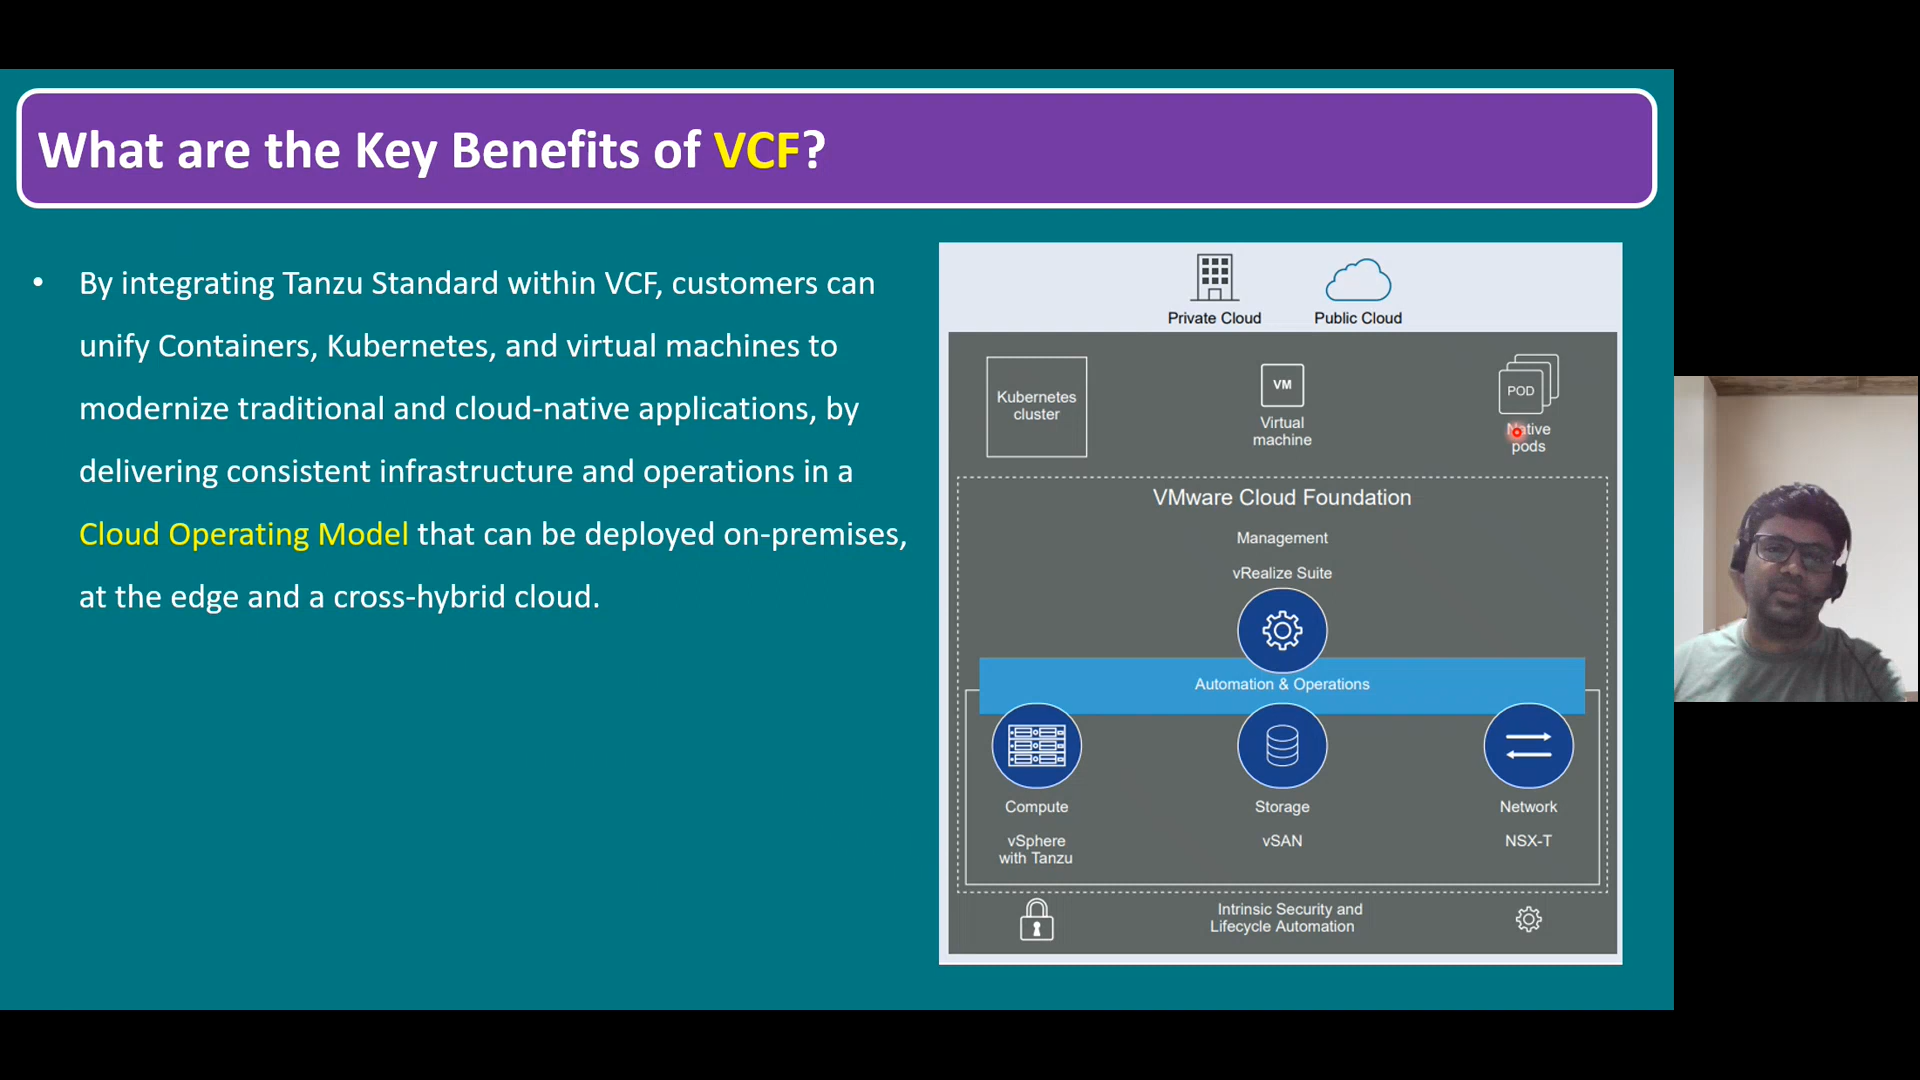 What are the Key Benefits of VCF?
• By integrating Tanzu Standard within VCF, customers can
unify Containers, Kubernetes, and virtual machines to
modernize traditional and cloud-native applications, by
delivering consistent infrastructure and operations in a
Cloud Operating Model that can be deployed on-premises,
at the edge and a cross-hybrid cloud.
Private Cloud
Public Cloud
Kubernetes
cluster
VM
Virtual
machine
POD
Native
pods
VMware Cloud Foundation
Management
vRealize Suite
Automation & Operations
Compute
vSphere
with Tanzu
Storage
vSAN
Network
NSX-T
Intrinsic Security and
Lifecycle Automation